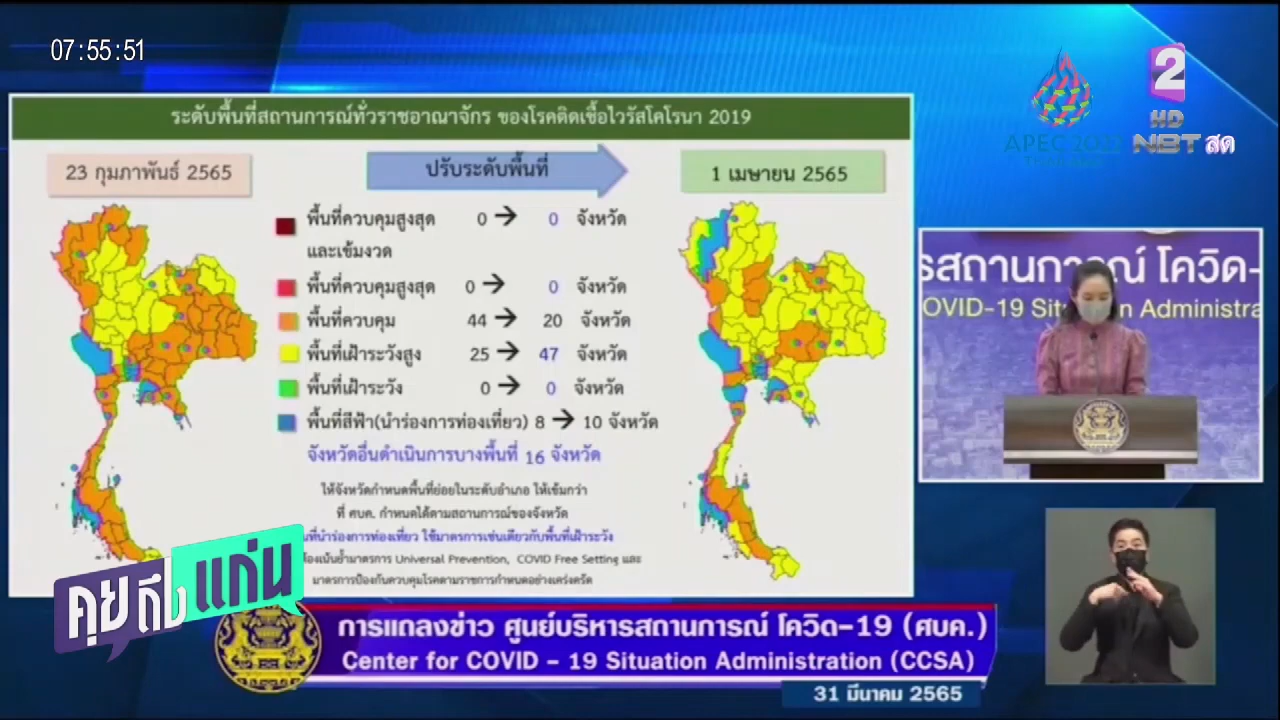 07:55:51
APEC 2022
2
HD
NBT สด
ระดับพื้นที่สถานการณ์ทั่วราชอาณาจักร ของโรคติดเชื้อไวรัสโคโรนา 2019
23 กุมภาพันธ์ 2565
ปรับระดับพื้นที่
1 เมษายน 2565
พื้นที่ควบคุมสูงสุด 0 → 0 จังหวัด
และเข้มงวด
พื้นที่ควบคุมสูงสุด 0 → 0 จังหวัด
พื้นที่ควบคุม 44 → 20 จังหวัด
พื้นที่เฝ้าระวังสูง 25 → 47 จังหวัด
พื้นที่เฝ้าระวัง 0 → 0 จังหวัด
พื้นที่สีฟ้า(นำร่องการท่องเที่ยว) 8 → 10 จังหวัด
จังหวัดอื่นดำเนินการบางพื้นที่ 16 จังหวัด
ให้จังหวัดกำหนดพื้นที่ย่อยในระดับอำเภอ ให้เข้มกว่า
ที่ ศบค. กำหนดได้ตามสถานการณ์ของจังหวัด
ที่นำร่องการท่องเที่ยว ใช้มาตรการเช่นเดียวกับพื้นที่เฝ้าระวัง
ต้องเน้นย้ำมาตรการ Universal Prevention, COVID Free Setting และ
มาตรการป้องกันควบคุมโรคตามราชการกำหนดอย่างเคร่งครัด
รสถานการณ์ โควิด-
OVID-19 Situation Administra
คุยถึงแก่น
การแถลงข่าว ศูนย์บริหารสถานการณ์ โควิด-19 (ศบค.)
Center for COVID - 19 Situation Administration (CCSA)
31 มีนาคม 2565